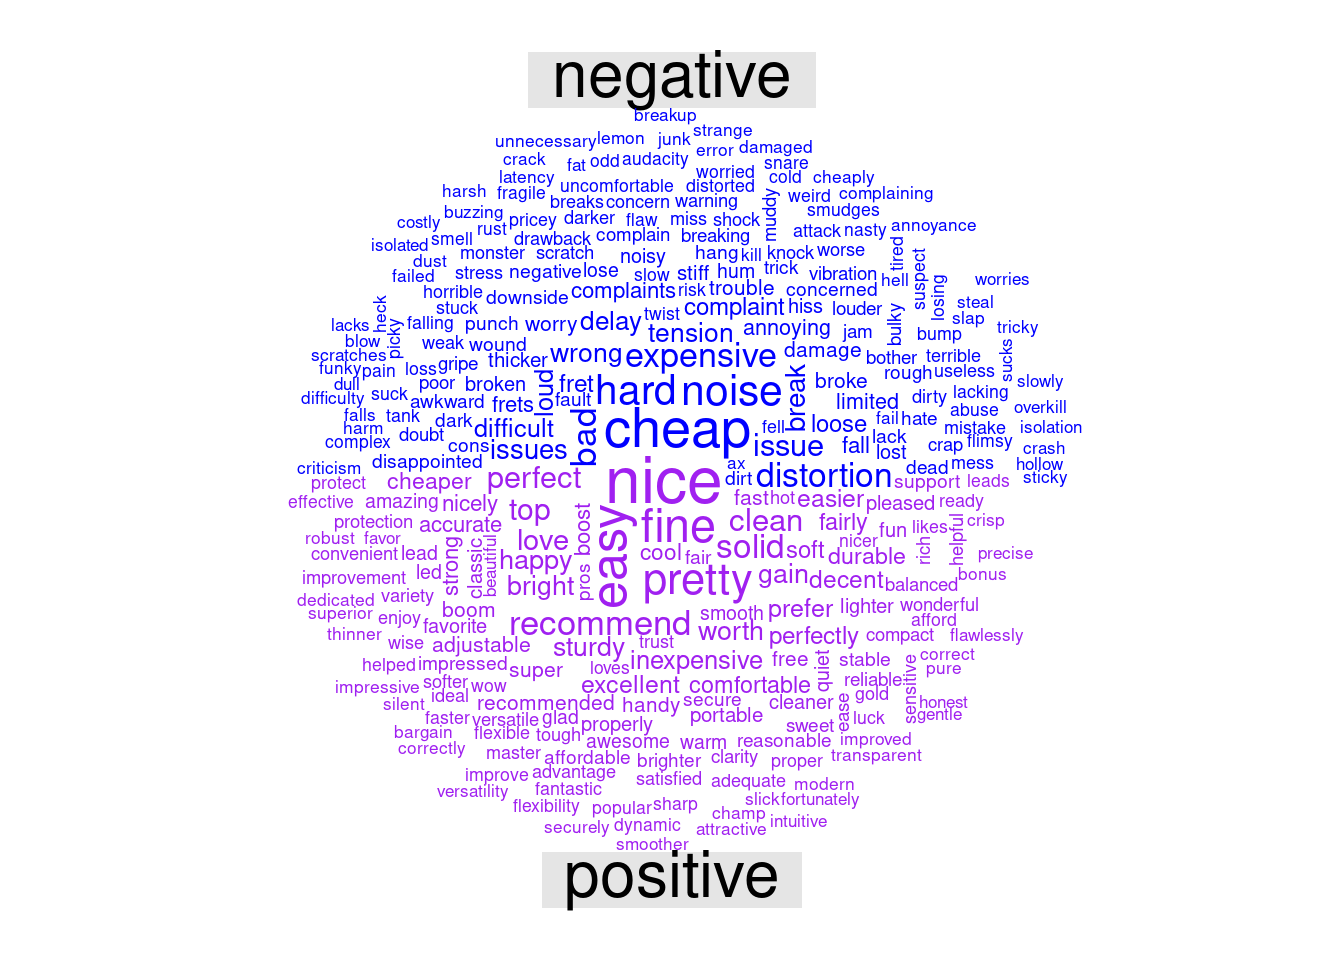 negative
breakup
unnecessary lemon junk strange
crack fat odd audacity error damaged
latency worried snare
harsh fragile uncomfortable distorted cold cheaply
breaks concern warning muddy weird complaining
costly buzzing pricey darker flaw miss shock smudges
isolated smell rust drawback complain breaking attack nasty annoyance
dust monster scratch noisy hang kill knock worse tired
failed stress negative lose slow stiff hum trick vibration hell suspect worries
horrible downside complaints risk trouble concerned losing steal
heck stuck twist complaint hiss louder bulky slap
lacks picky falling punch worry delay tension annoying jam bump tricky
blow weak wound wrong expensive damage bother terrible sucks
scratches funky pain loss gripe thicker rough useless
dull poor broken loud fret hard noise break broke slowly
difficulty suck awkward frets fault limited dirty lacking overkill
falls tank dark bad cheap fell loose fail hate abuse
harm doubt difficult lack mistake isolation
complex cons issues issue fall lost crap flimsy crash
criticism disappointed ax distortion dead mess hollow
protect cheaper perfect nice dirt support leads sticky
effective amazing nicely top fast hot easier pleased ready
protection accurate boost easy fine clean fairly fun likes crisp
robust favor love nicer helpful
convenient lead strong classic beautiful happy cool fair solid soft durable rich precise
improvement led bright pros pretty gain decent balanced bonus
dedicated variety boom smooth prefer lighter wonderful
superior enjoy favorite recommend worth afford
thinner wise adjustable sturdy trust perfectly compact flawlessly
helped impressed super loves inexpensive free quiet stable correct
impressive softer wow excellent comfortable reliable sensitive pure
silent ideal recommended handy secure cleaner ease gold honest
faster versatile glad properly portable sweet luck gentle
bargain flexible tough awesome warm reasonable improved
correctly master affordable brighter clarity proper transparent
improve advantage satisfied adequate modern
versatility fantastic slick fortunately
flexibility popular sharp champ
securely dynamic attractive intuitive
smoother
positive